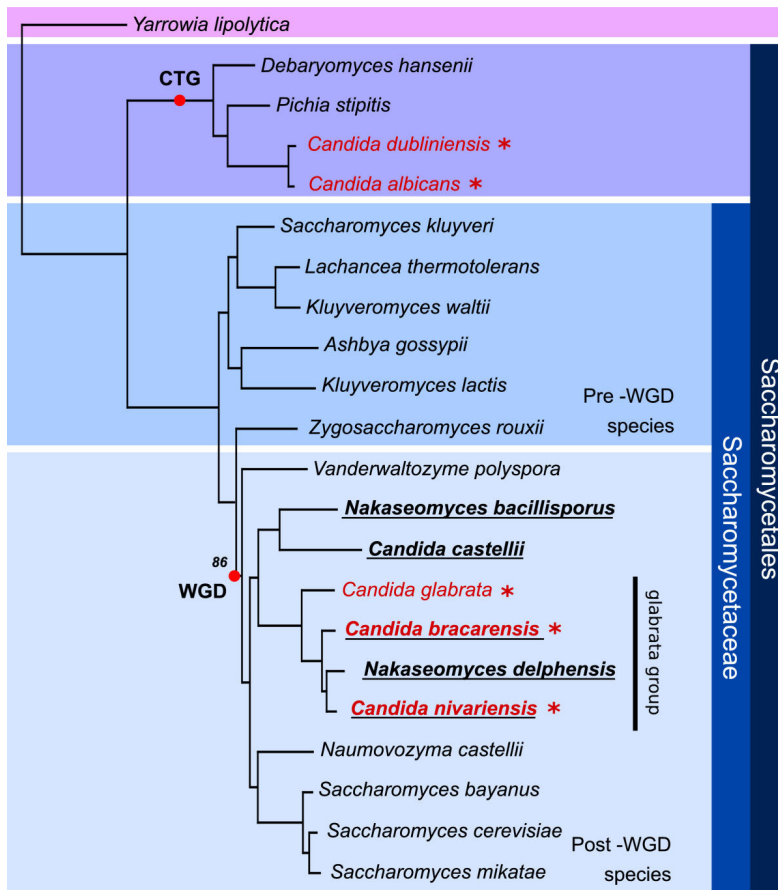 Yarrowia lipolytica
CTG
Debaryomyces hansenii
Pichia stipitis
Candida dubliniensis *
Candida albicans *
Saccharomyces kluyveri
Lachancea thermotolerans
Kluyveromyces waltii
Ashbya gossypii
Kluyveromyces lactis
Pre -WGD
species
Zygosaccharomyces rouxii
Vanderwaltozyme polyspora
Nakaseomyces bacillisporus
Candida castellii
86
WGD
Candida glabrata *
Candida bracarensis *
Nakaseomyces delphensis
Candida nivariensis *
glabrata group
Naumovozyma castellii
Saccharomyces bayanus
Saccharomyces cerevisiae
Saccharomyces mikatae
Post -WGD
species
Saccharomycetaceae
Saccharomycetales